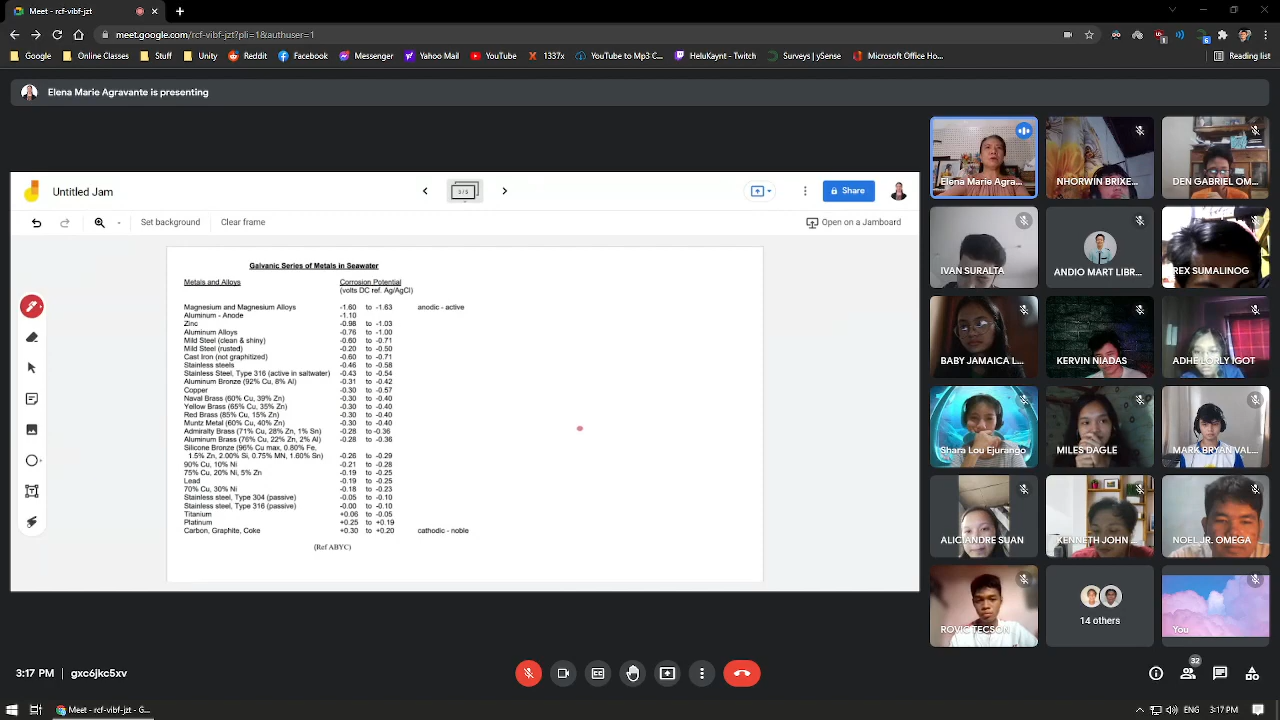 Meet - rcf-vibf-jzt
meet.google.com/rcf-vibf-jzt?authuser=1
Google
Online Classes
Stuff
Unity
Reddit
Facebook
Messenger
Yahoo Mail
YouTube
1337x
YouTube to Mp3 C...
HeyImKaynt - Twitch
Surveys | ySense
Microsoft Office Ho...
Reading list
Elena Marie Agravante is presenting
Untitled Jam
5 / 5
Share
Set background
Clear frame
Open on a Jamboard
Galvanic Series of Metals in Seawater
Metals and Alloys Corrosion Potential
(volts DC ref. Ag/AgCl)
Magnesium and Magnesium Alloys -1.60 to -1.63 anodic - active
Aluminum - Anode -1.10
Zinc -0.98 to -1.03
Aluminum Alloys -0.76 to -1.00
Mild Steel (clean & shiny) -0.60 to -0.71
Mild Steel (rusted) -0.20 to -0.50
Cast Iron (not graphitized) -0.60 to -0.71
Stainless steels -0.46 to -0.58
Stainless Steel, Type 316 (active in saltwater) -0.43 to -0.54
Aluminum Bronze (92% Cu, 8% Al) -0.31 to -0.42
Copper -0.30 to -0.57
Naval Brass (60% Cu, 39% Zn) -0.30 to -0.40
Yellow Brass (65% Cu, 35% Zn) -0.30 to -0.40
Red Brass (85% Cu, 15% Zn) -0.30 to -0.40
Muntz Metal (60% Cu, 40% Zn) -0.30 to -0.40
Admiralty Brass (71% Cu, 28% Zn, 1% Sn) -0.28 to -0.36
Aluminum Brass (76% Cu, 22% Zn, 2% Al) -0.28 to -0.36
Silicone Bronze (96% Cu max, 0.80% Fe,
1.5% Zn, 2.00% Si, 0.75% MN, 1.60% Sn) -0.26 to -0.29
90% Cu, 10% Ni -0.21 to -0.28
75% Cu, 20% Ni, 5% Zn -0.19 to -0.25
Lead -0.19 to -0.25
70% Cu, 30% Ni -0.18 to -0.23
Stainless steel, Type 304 (passive) -0.05 to -0.10
Stainless steel, Type 316 (passive) -0.00 to -0.10
Titanium +0.06 to -0.05
Platinum +0.25 to +0.19
Carbon, Graphite, Coke +0.30 to +0.20 cathodic - noble
(Ref ABYC)
Elena Marie Agra...
NHORWIN BRIXE...
DEN GABRIEL OM...
IVAN SURALTA
ANDREA MAE LIR...
REX SUMALINOG
BABY JAMAICA L...
KERVIN NIADAS
ADHE LOREY IGOT
Shara Lou Ejurango
MILES DAGLE
MARK BRYAN VAL...
ALICIANDRE SUAN
KENNETH JOHN ...
NOEL JR. OMEGA
ROVIC TECSON
14 others
You
3:17 PM | gxc6jkc5xv
32
Meet - rcf-vibf-jzt - G...
3:17 PM